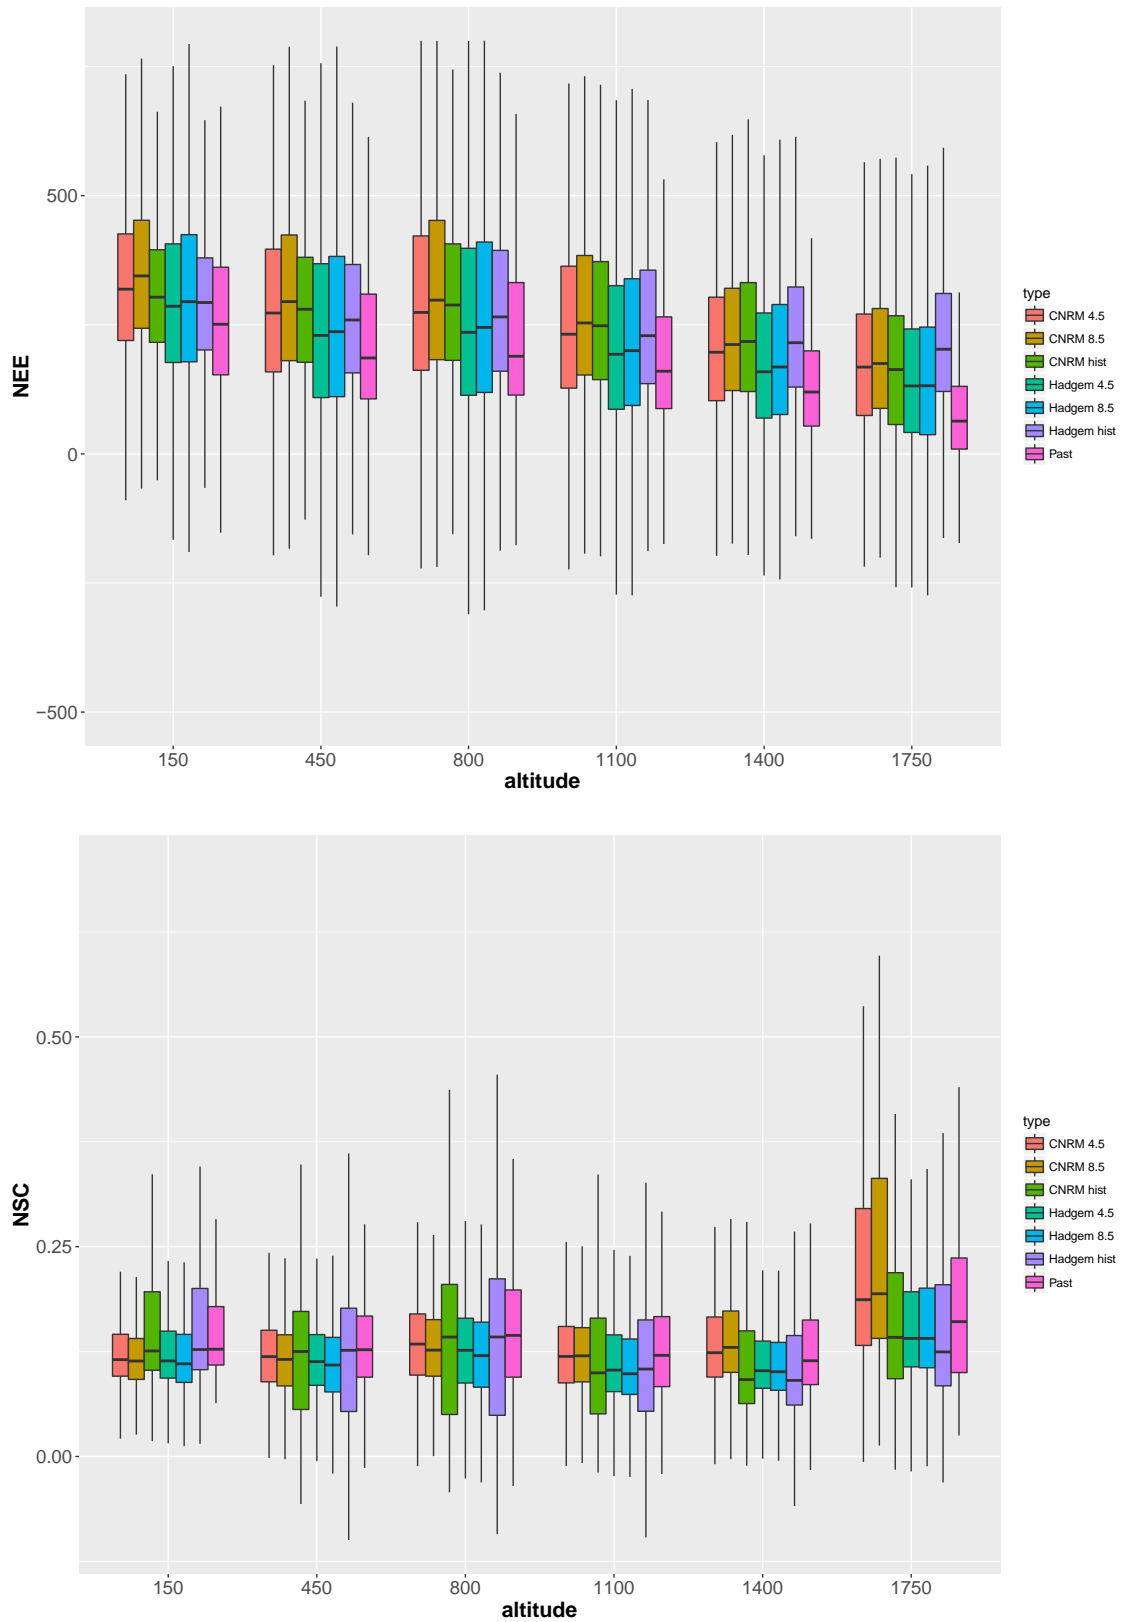 NEE
500
0
−500
150 450 800 1100 1400 1750
altitude
type
CNRM 4.5
CNRM 8.5
CNRM hist
Hadgem 4.5
Hadgem 8.5
Hadgem hist
Past
NSC
0.50
0.25
0.00
150 450 800 1100 1400 1750
altitude
type
CNRM 4.5
CNRM 8.5
CNRM hist
Hadgem 4.5
Hadgem 8.5
Hadgem hist
Past